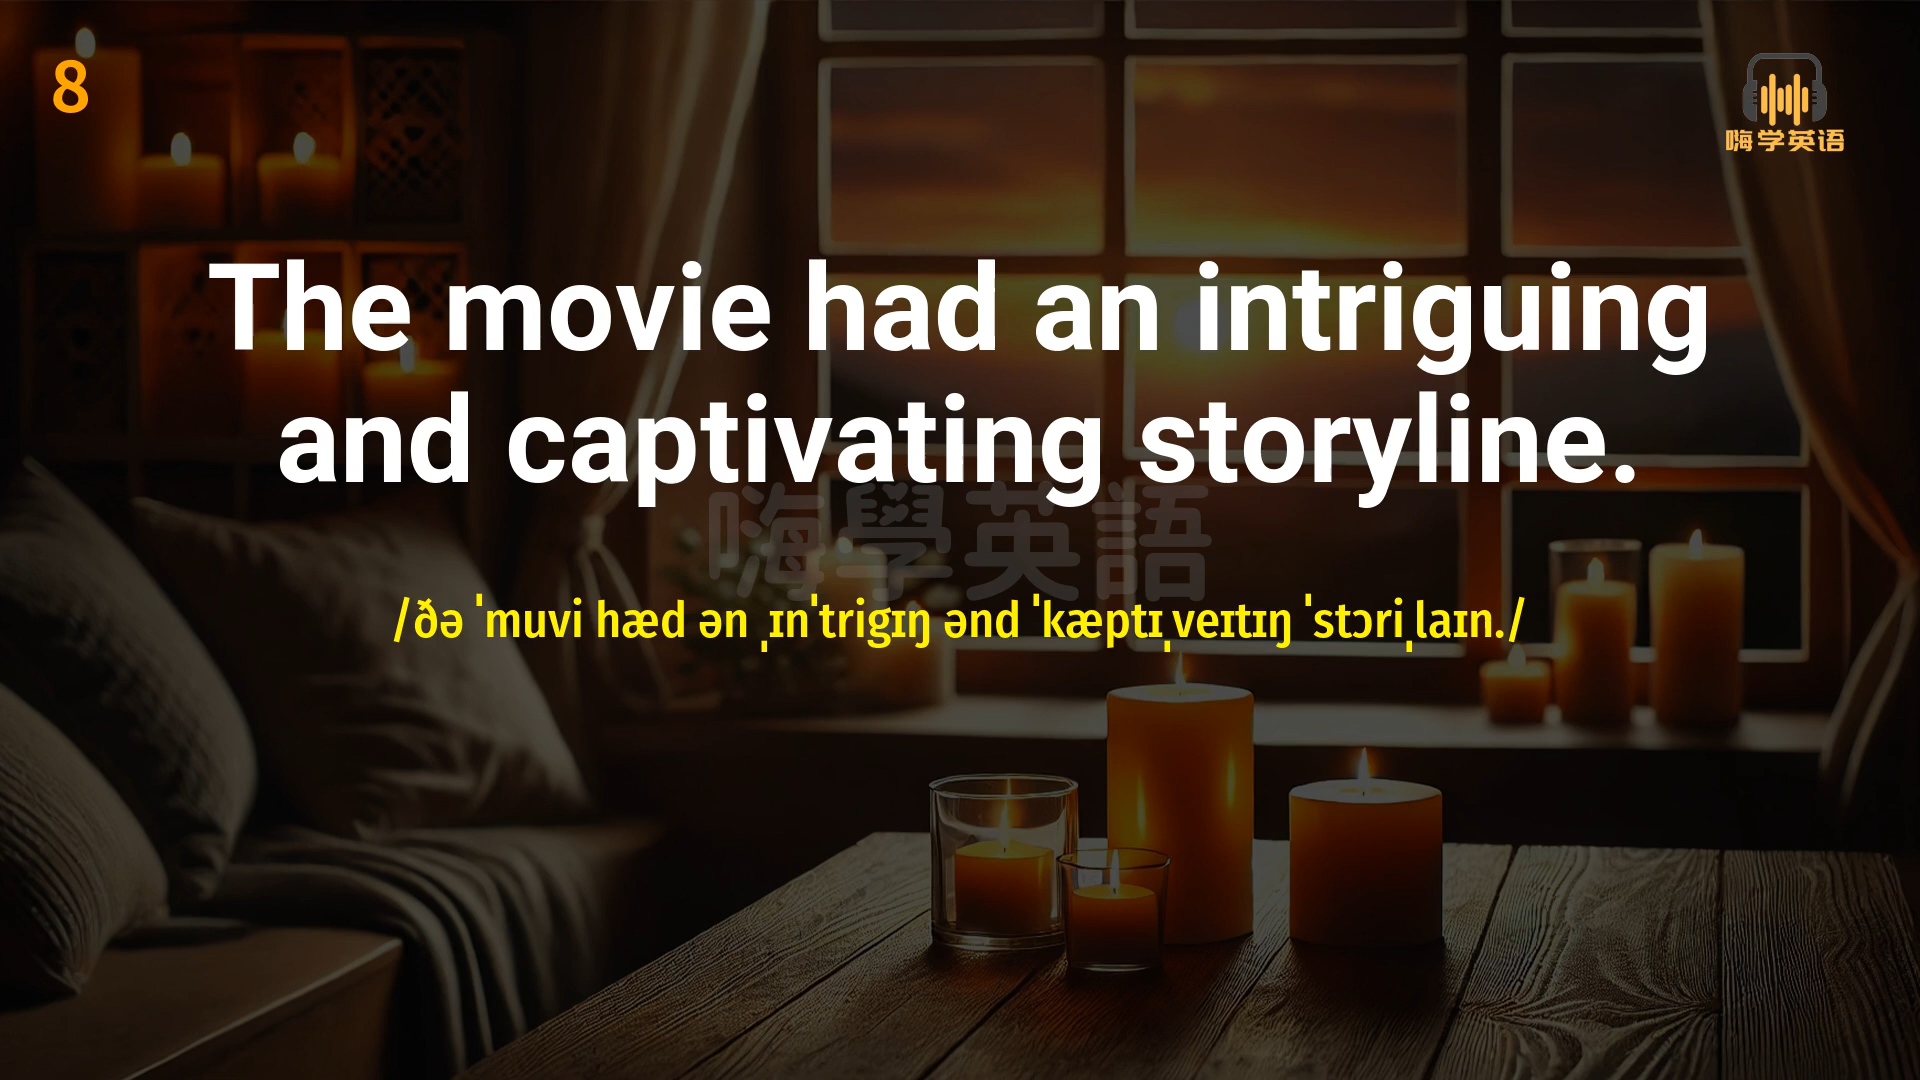 8
嗨学英语
The movie had an intriguing
and captivating storyline.
嗨學英語
/ðə ˈmuvi hæd ən ˌɪnˈtrigɪŋ ənd ˈkæptɪˌveɪtɪŋ ˈstɔriˌlaɪn./